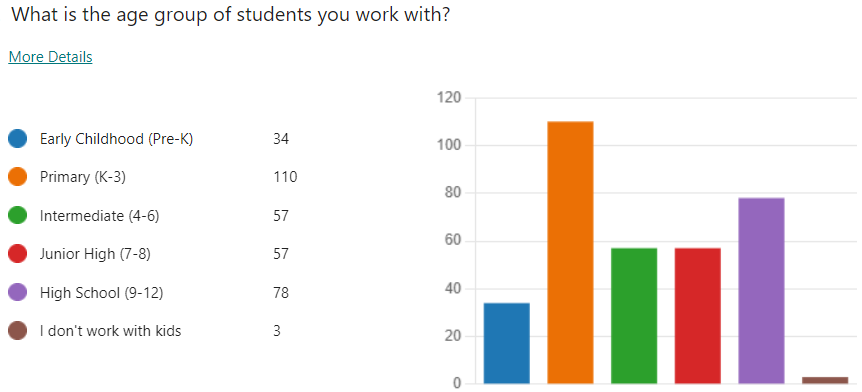 What is the age group of students you work with?
More Details
Early Childhood (Pre-K) 34
Primary (K-3) 110
Intermediate (4-6) 57
Junior High (7-8) 57
High School (9-12) 78
I don't work with kids 3
120
100
80
60
40
20
0